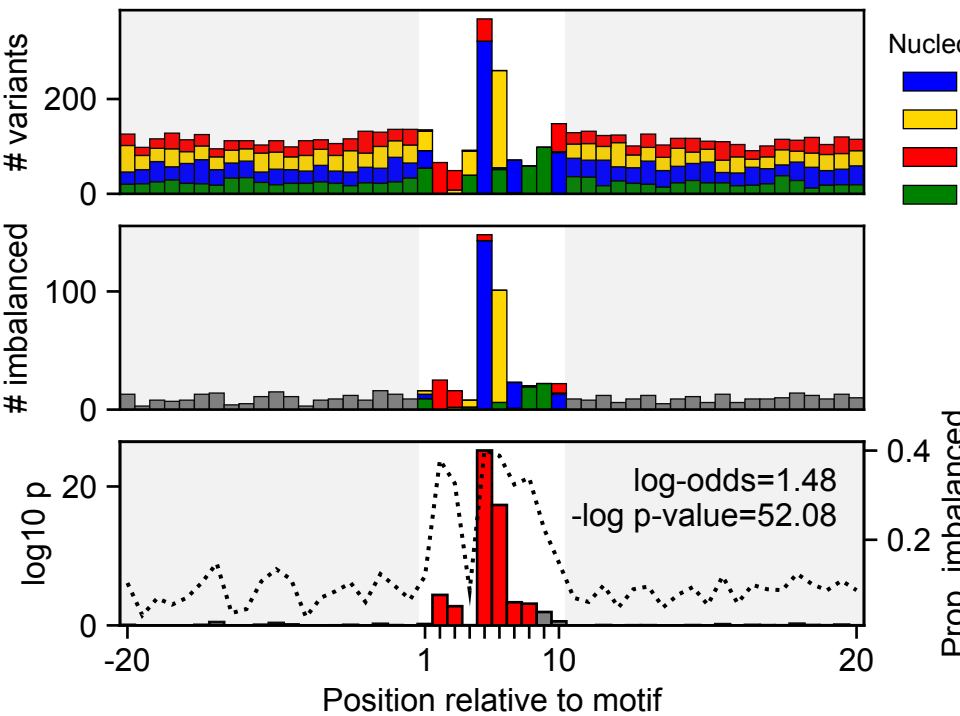 # variants
200
0
Nucleo
# imbalanced
100
0
log10 p
20
0
log-odds=1.48
-log p-value=52.08
0.4
0.2
Prop. imbalanced
-20
1
10
20
Position relative to motif